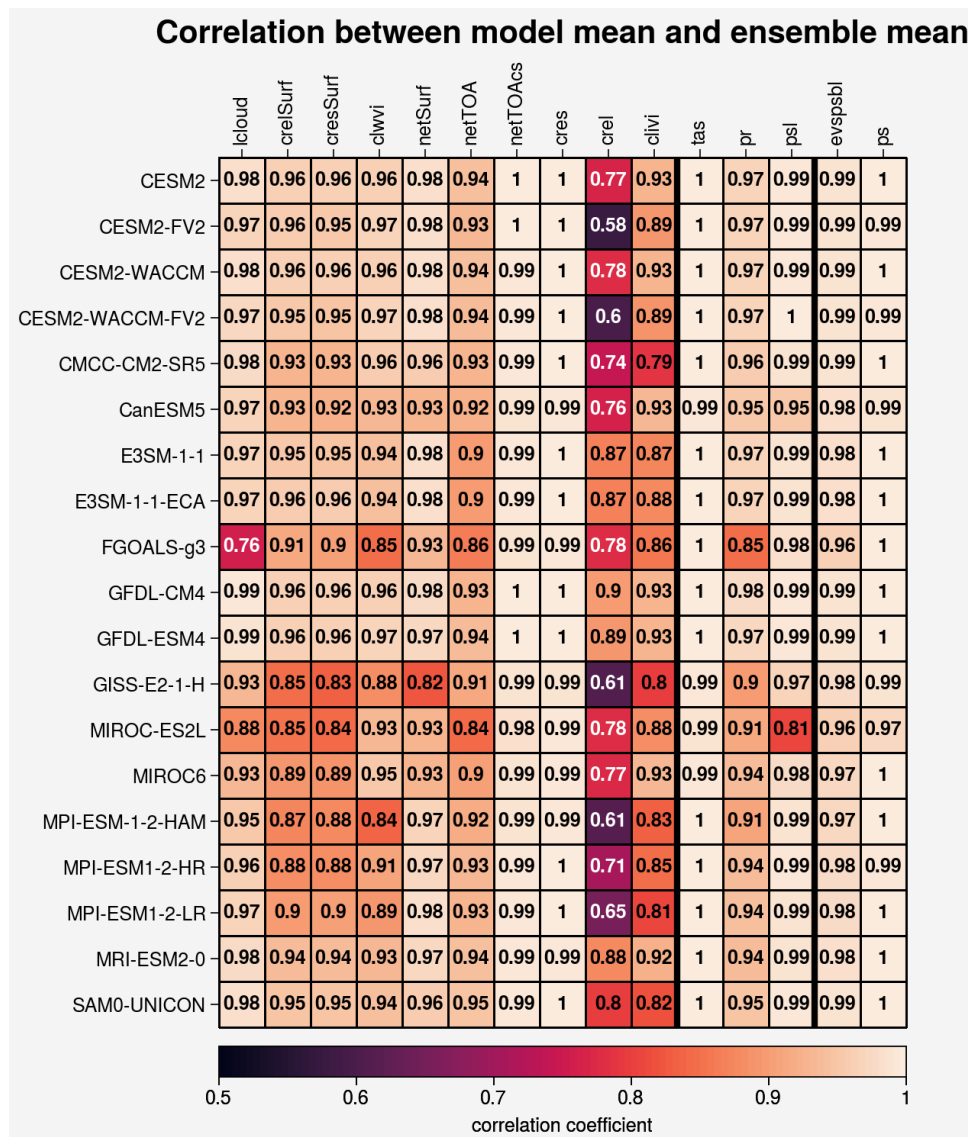 Correlation between model mean and ensemble mean
lcloud crelSurf cresSurf clwvi netSurf netTOA netTOAcs cres crel clivi tas pr psl evspsbl ps
CESM2 0.98 0.96 0.96 0.96 0.98 0.94 1 1 0.77 0.93 1 0.97 0.99 0.99 1
CESM2-FV2 0.97 0.96 0.95 0.97 0.98 0.93 1 1 0.58 0.89 1 0.97 0.99 0.99 0.99
CESM2-WACCM 0.98 0.96 0.96 0.96 0.98 0.94 0.99 1 0.78 0.93 1 0.97 0.99 0.99 1
CESM2-WACCM-FV2 0.97 0.95 0.95 0.97 0.98 0.94 0.99 1 0.6 0.89 1 0.97 1 0.99 0.99
CMCC-CM2-SR5 0.98 0.93 0.93 0.96 0.96 0.93 0.99 1 0.74 0.79 1 0.96 0.99 0.99 1
CanESM5 0.97 0.93 0.92 0.93 0.93 0.92 0.99 0.99 0.76 0.93 0.99 0.95 0.95 0.98 0.99
E3SM-1-1 0.97 0.95 0.95 0.94 0.98 0.9 0.99 1 0.87 0.87 1 0.97 0.99 0.98 1
E3SM-1-1-ECA 0.97 0.96 0.96 0.94 0.98 0.9 0.99 1 0.87 0.88 1 0.97 0.99 0.98 1
FGOALS-g3 0.76 0.91 0.9 0.85 0.93 0.86 0.99 0.99 0.78 0.86 1 0.85 0.98 0.96 1
GFDL-CM4 0.99 0.96 0.96 0.96 0.98 0.93 1 1 0.9 0.93 1 0.98 0.99 0.99 1
GFDL-ESM4 0.99 0.96 0.96 0.97 0.97 0.94 1 1 0.89 0.93 1 0.97 0.99 0.99 1
GISS-E2-1-H 0.93 0.85 0.83 0.88 0.82 0.91 0.99 0.99 0.61 0.8 0.99 0.9 0.97 0.98 0.99
MIROC-ES2L 0.88 0.85 0.84 0.93 0.93 0.84 0.98 0.99 0.78 0.88 0.99 0.91 0.81 0.96 0.97
MIROC6 0.93 0.89 0.89 0.95 0.93 0.9 0.99 0.99 0.77 0.93 0.99 0.94 0.98 0.97 1
MPI-ESM-1-2-HAM 0.95 0.87 0.88 0.84 0.97 0.92 0.99 0.99 0.61 0.83 1 0.91 0.99 0.97 1
MPI-ESM1-2-HR 0.96 0.88 0.88 0.91 0.97 0.93 0.99 1 0.71 0.85 1 0.94 0.99 0.98 0.99
MPI-ESM1-2-LR 0.97 0.9 0.9 0.89 0.98 0.93 0.99 1 0.65 0.81 1 0.94 0.99 0.98 1
MRI-ESM2-0 0.98 0.94 0.94 0.93 0.97 0.94 0.99 0.99 0.88 0.92 1 0.94 0.99 0.98 1
SAM0-UNICON 0.98 0.95 0.95 0.94 0.96 0.95 0.99 1 0.8 0.82 1 0.95 0.99 0.99 1
0.5 0.6 0.7 0.8 0.9 1
correlation coefficient